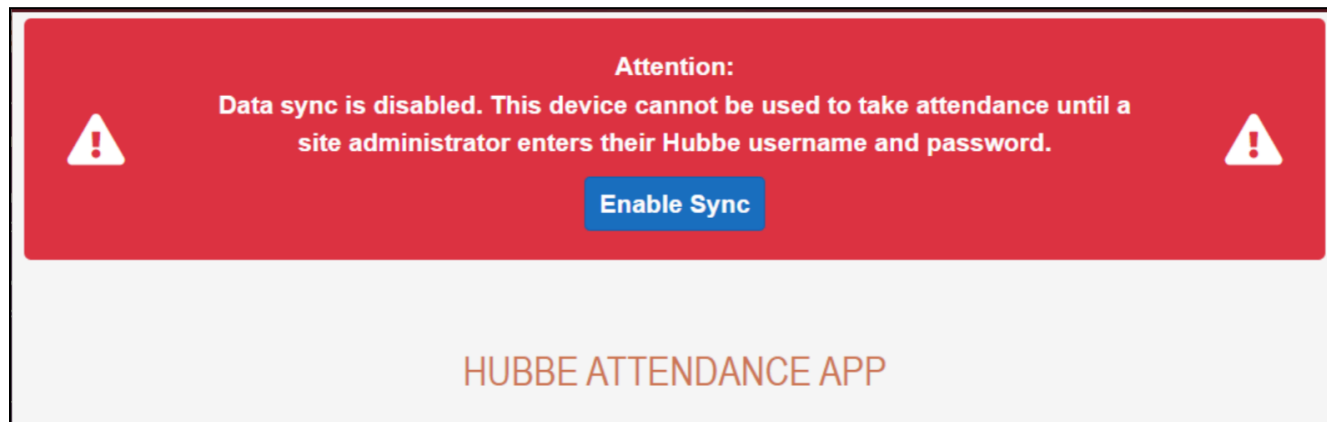 Attention:
Data sync is disabled. This device cannot be used to take attendance until a
site administrator enters their Hubbe username and password.
Enable Sync
HUBBE ATTENDANCE APP